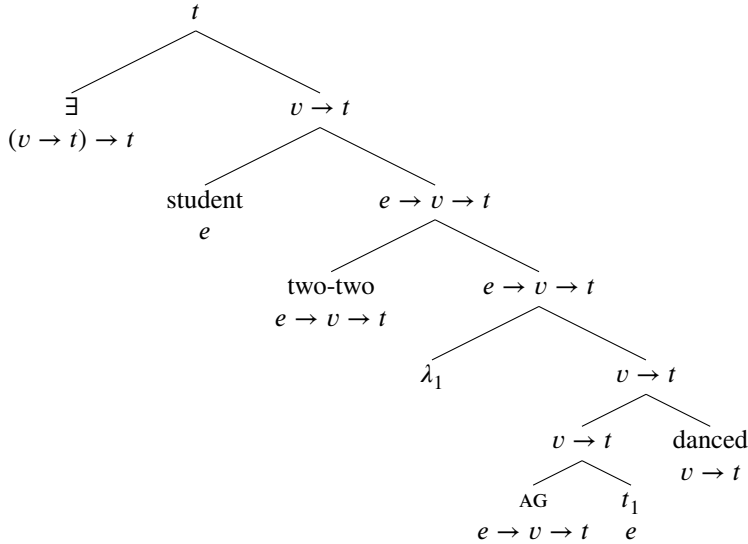 t
∃
(v → t) → t
v → t
student
e
e → v → t
two-two
e → v → t
e → v → t
λ₁
v → t
v → t
danced
v → t
AG
e → v → t
t₁
e